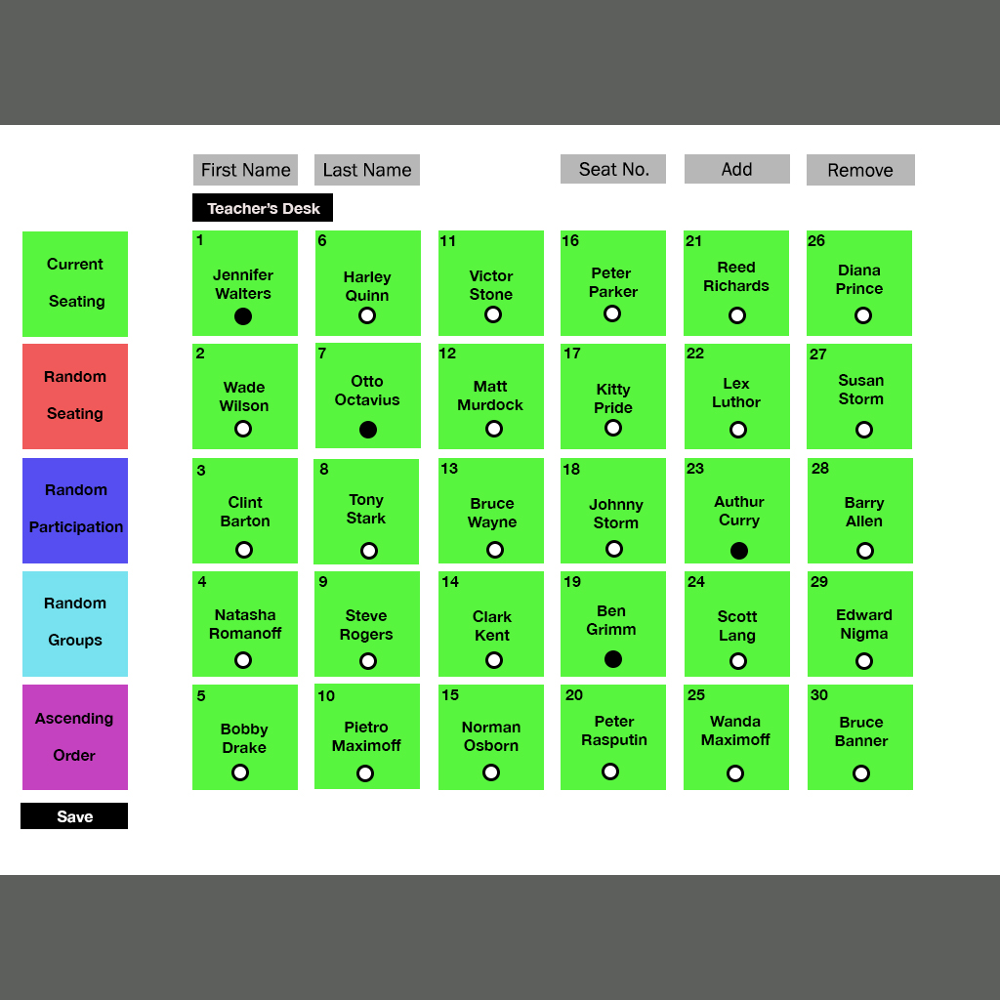 First Name
Last Name
Seat No.
Add
Remove
Teacher's Desk
Current
Seating
1
Jennifer
Walters
6
Harley
Quinn
11
Victor
Stone
16
Peter
Parker
21
Reed
Richards
26
Diana
Prince
Random
Seating
2
Wade
Wilson
7
Otto
Octavius
12
Matt
Murdock
17
Kitty
Pride
22
Lex
Luthor
27
Susan
Storm
Random
Participation
3
Clint
Barton
8
Tony
Stark
13
Bruce
Wayne
18
Johnny
Storm
23
Authur
Curry
28
Barry
Allen
Random
Groups
4
Natasha
Romanoff
9
Steve
Rogers
14
Clark
Kent
19
Ben
Grimm
24
Scott
Lang
29
Edward
Nigma
Ascending
Order
5
Bobby
Drake
10
Pietro
Maximoff
15
Norman
Osborn
20
Peter
Rasputin
25
Wanda
Maximoff
30
Bruce
Banner
Save